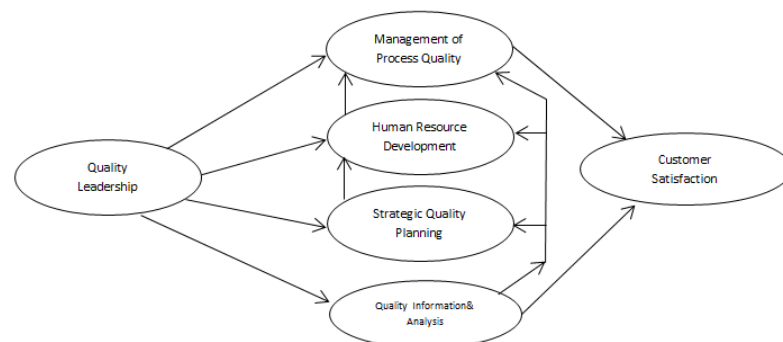 Management of
Process Quality
Human Resource
Development
Quality
Leadership
Customer
Satisfaction
Strategic Quality
Planning
Quality Information&
Analysis